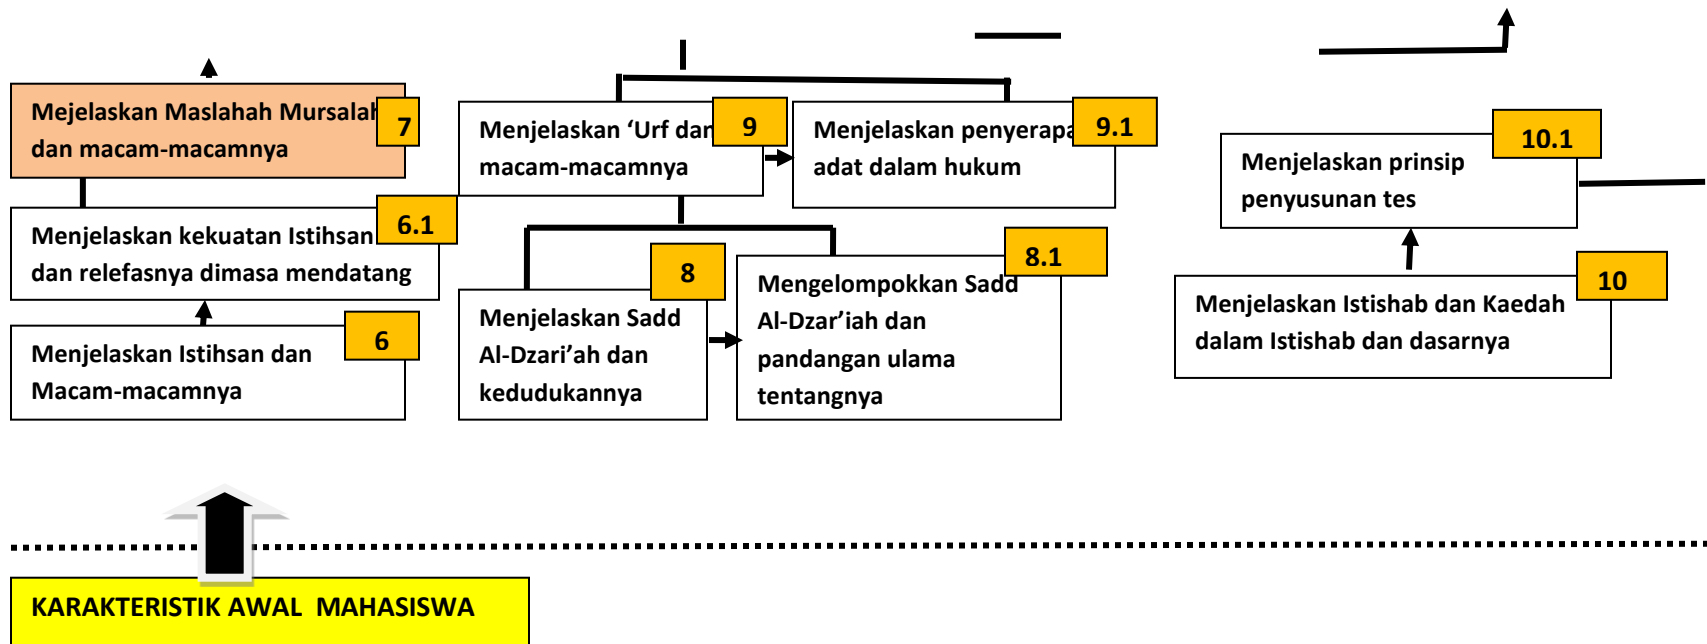 Mejelaskan Maslahah Mursalah
dan macam-macamnya
7
Menjelaskan kekuatan Istihsan
dan relefasnya dimasa mendatang
6.1
Menjelaskan Istihsan dan
Macam-macamnya
6
Menjelaskan ‘Urf dan
macam-macamnya
9
Menjelaskan penyerapa
adat dalam hukum
9.1
Menjelaskan Sadd
Al-Dzari’ah dan
kedudukannya
8
Mengelompokkan Sadd
Al-Dzar’iah dan
pandangan ulama
tentangnya
8.1
Menjelaskan prinsip
penyusunan tes
10.1
Menjelaskan Istishab dan Kaedah
dalam Istishab dan dasarnya
10
KARAKTERISTIK AWAL MAHASISWA